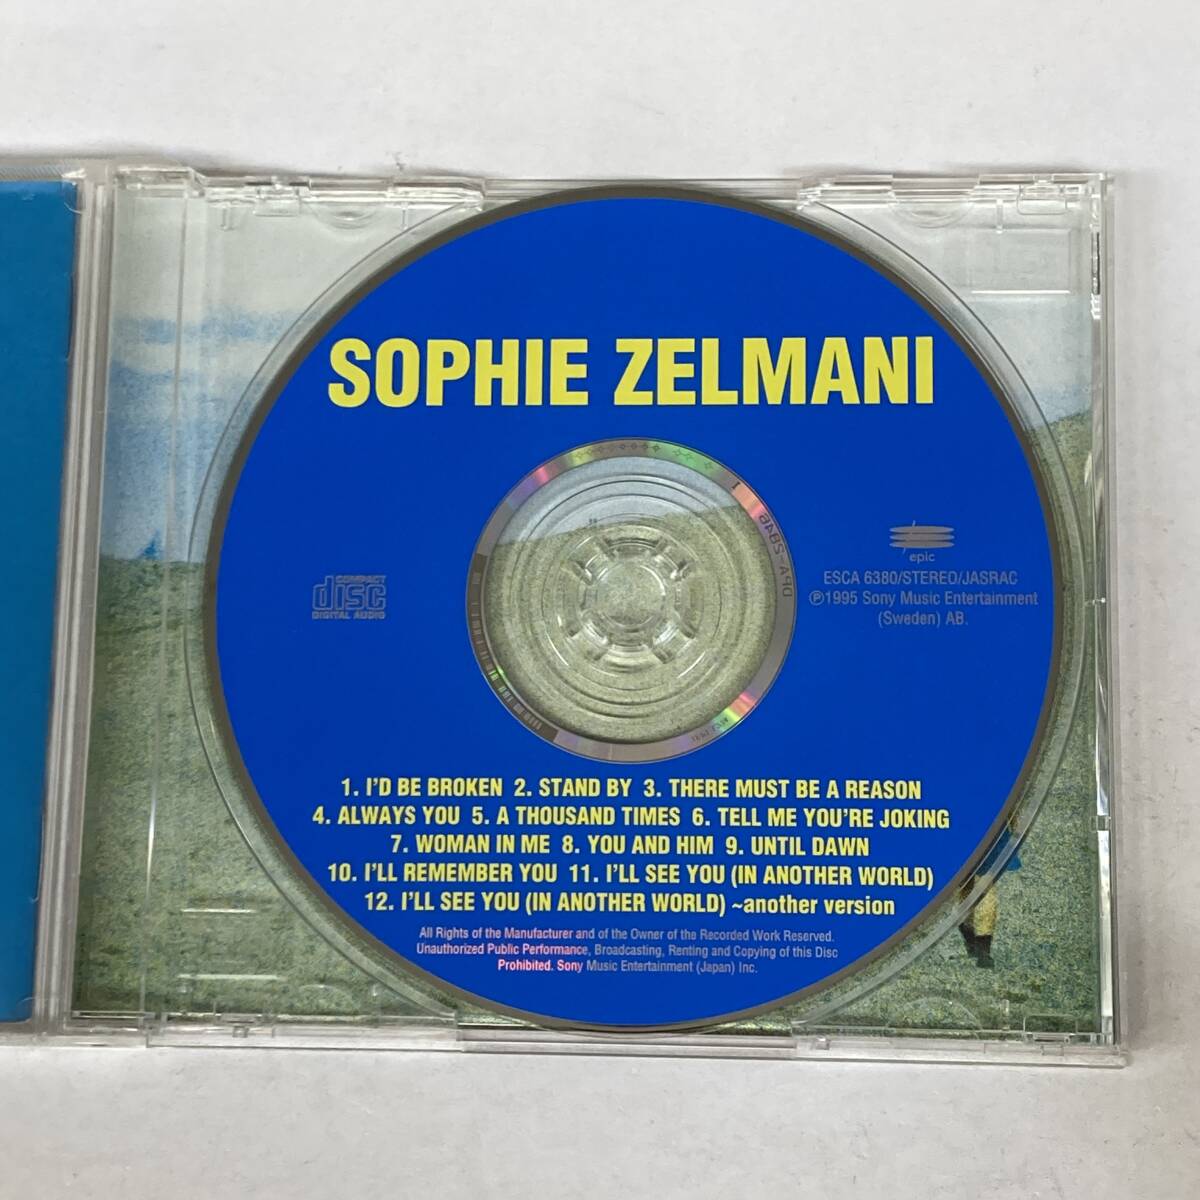 SOPHIE ZELMANI
epic
COMPACT
disc
DIGITAL AUDIO
ESCA 6380/STEREO/JASRAC
℗1995 Sony Music Entertainment
(Sweden) AB.
1. I'D BE BROKEN 2. STAND BY 3. THERE MUST BE A REASON
4. ALWAYS YOU 5. A THOUSAND TIMES 6. TELL ME YOU'RE JOKING
7. WOMAN IN ME 8. YOU AND HIM 9. UNTIL DAWN
10. I'LL REMEMBER YOU 11. I'LL SEE YOU (IN ANOTHER WORLD)
12. I'LL SEE YOU (IN ANOTHER WORLD) ~another version
All Rights of the Manufacturer and of the Owner of the Recorded Work Reserved.
Unauthorized Public Performance, Broadcasting, Renting and Copying of this Disc
Prohibited. Sony Music Entertainment (Japan) Inc.